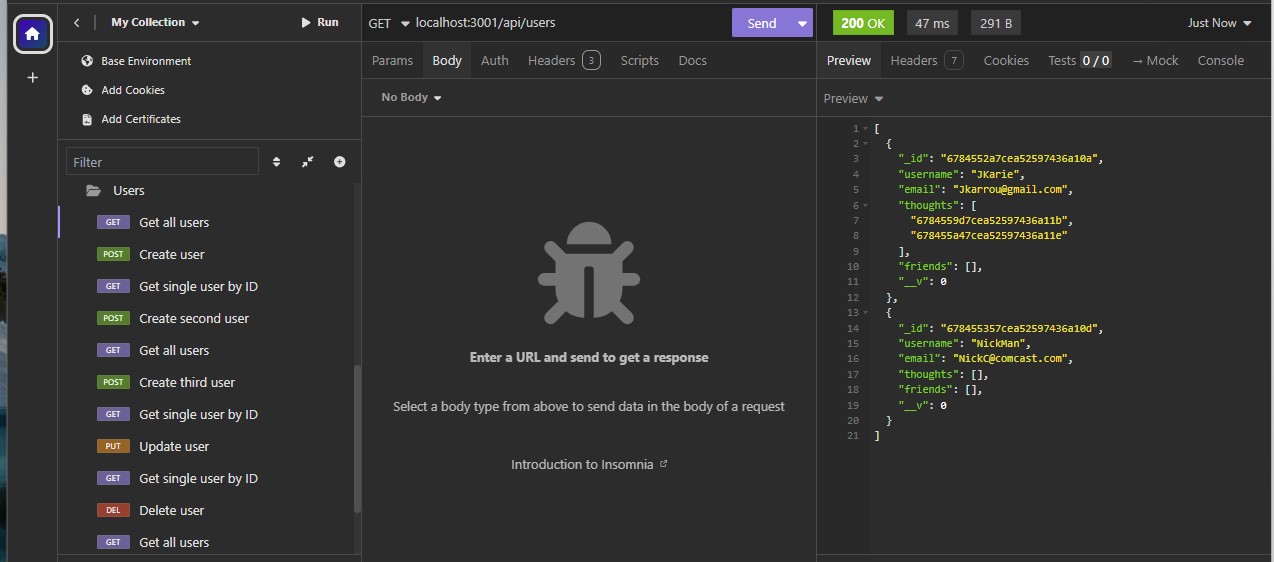 My Collection
Run
Base Environment
Add Cookies
Add Certificates
Filter
Users
GET Get all users
POST Create user
GET Get single user by ID
POST Create second user
GET Get all users
POST Create third user
GET Get single user by ID
PUT Update user
GET Get single user by ID
DEL Delete user
GET Get all users
GET localhost:3001/api/users Send
Params Body Auth Headers 3 Scripts Docs
No Body
Enter a URL and send to get a response
Select a body type from above to send data in the body of a request
Introduction to Insomnia
200 OK 47 ms 291 B Just Now
Preview Headers 7 Cookies Tests 0 / 0 → Mock Console
Preview
1 [
2 {
3 "_id": "6784552a7cea52597436a10a",
4 "username": "JKarie",
5 "email": "Jkarrou@gmail.com",
6 "thoughts": [
7 "6784559d7cea52597436a11b",
8 "678455a47cea52597436a11e"
9 ],
10 "friends": [],
11 "__v": 0
12 },
13 {
14 "_id": "678455357cea52597436a10d",
15 "username": "NickMan",
16 "email": "NickC@comcast.com",
17 "thoughts": [],
18 "friends": [],
19 "__v": 0
20 }
21 ]